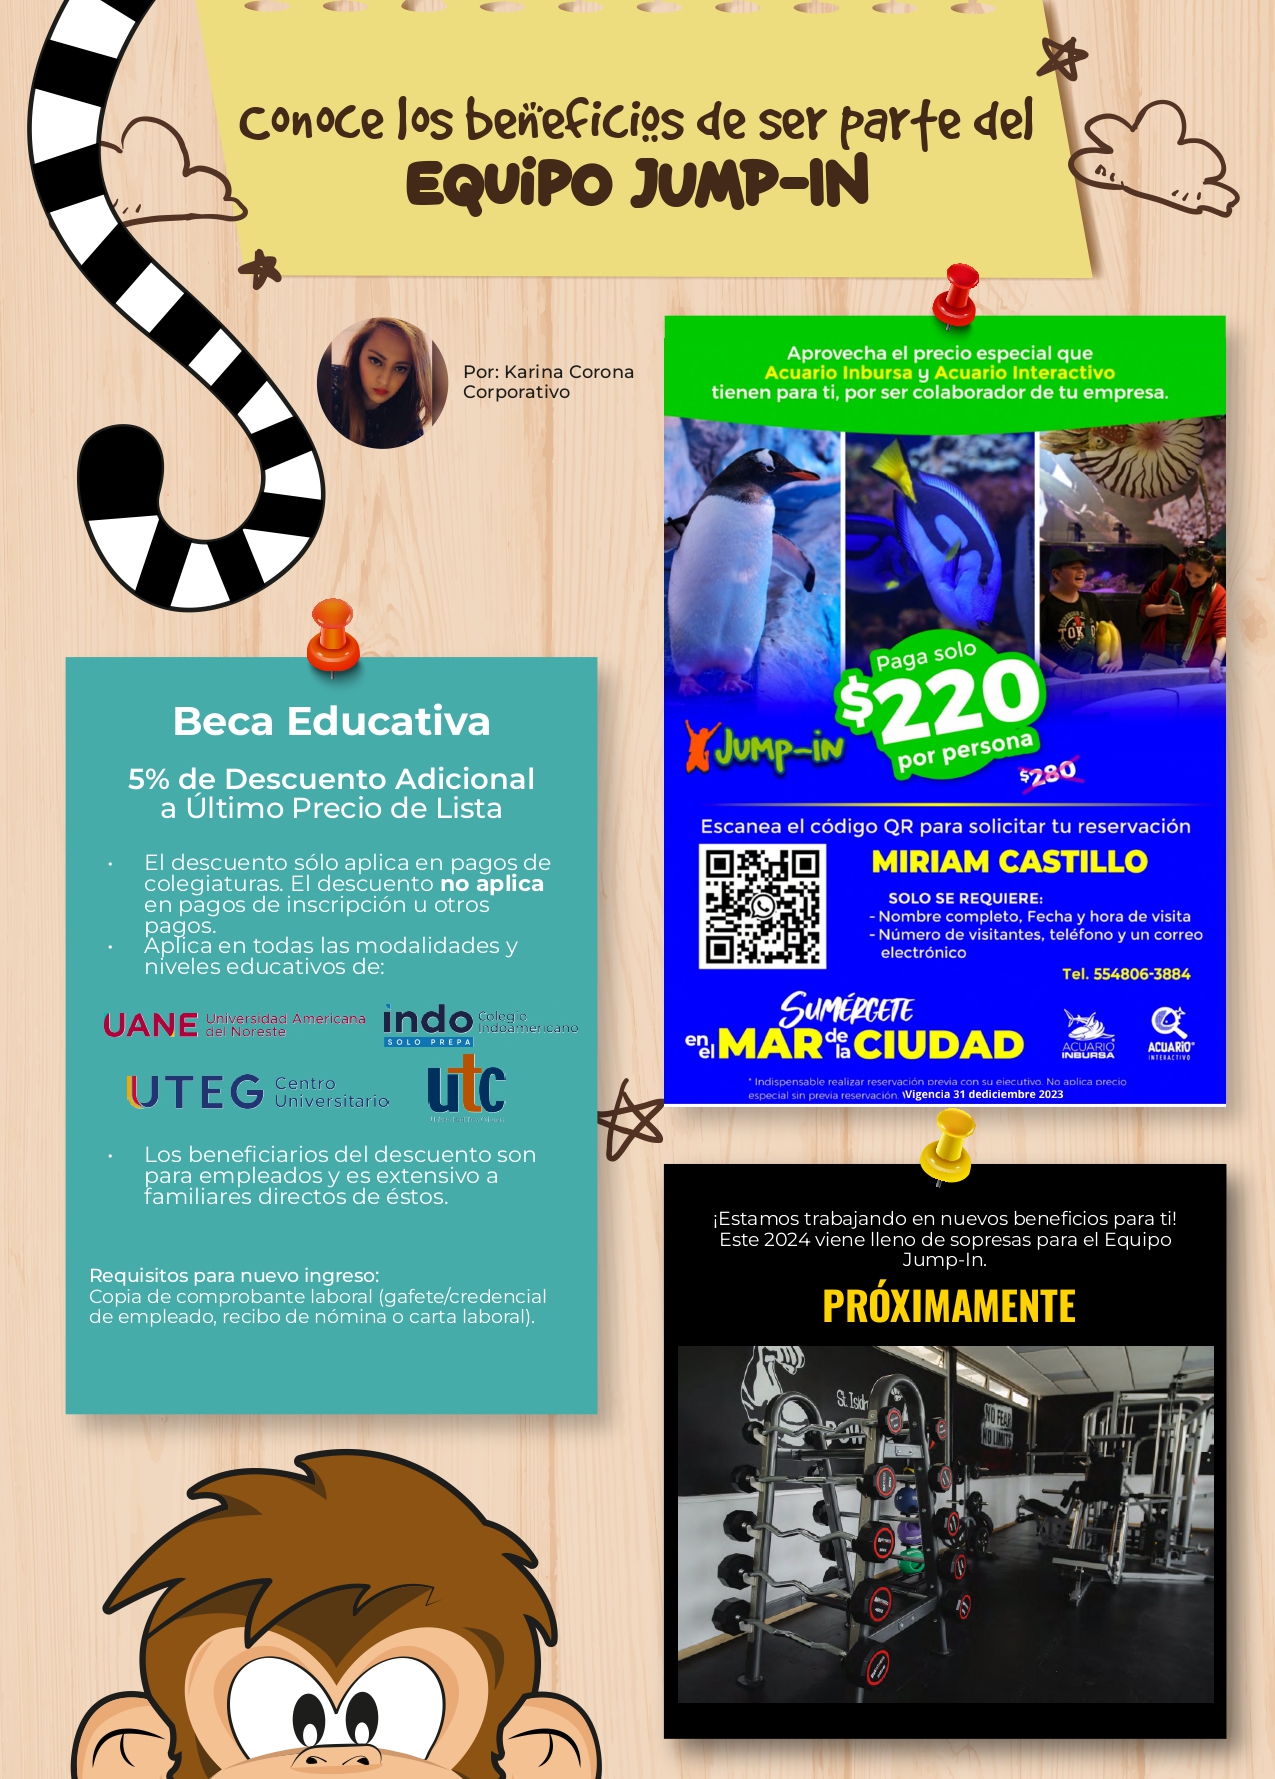 Conoce los beneficios de ser parte del
EQUIPO JUMP-IN
Por: Karina Corona
Corporativo
Aprovecha el precio especial que
Acuario Inbursa y Acuario Interactivo
tienen para ti, por ser colaborador de tu empresa.
TOK
Paga solo
$220
por persona
$280
JUMP-IN
Escanea el código QR para solicitar tu reservación
MIRIAM CASTILLO
SOLO SE REQUIERE:
- Nombre completo, Fecha y hora de visita
- Número de visitantes, teléfono y un correo
electrónico
Tel. 554806-3884
SUMÉRGETE
en el MAR de la CIUDAD
ACUARIO
INBURSA
ACUARIO
INTERACTIVO
* Indispensable realizar reservación previa con su ejecutivo. No aplica precio
especial sin previa reservación. Vigencia 31 dediciembre 2023
Beca Educativa
5% de Descuento Adicional
a Último Precio de Lista
• El descuento sólo aplica en pagos de
colegiaturas. El descuento no aplica
en pagos de inscripción u otros
pagos.
• Aplica en todas las modalidades y
niveles educativos de:
UANE Universidad Americana
del Noreste
indo Colegio
Indoamericano
SOLO PREPA
UTEG Centro
Universitario
utc
• Los beneficiarios del descuento son
para empleados y es extensivo a
familiares directos de éstos.
Requisitos para nuevo ingreso:
Copia de comprobante laboral (gafete/credencial
de empleado, recibo de nómina o carta laboral).
¡Estamos trabajando en nuevos beneficios para ti!
Este 2024 viene lleno de sopresas para el Equipo
Jump-In.
PRÓXIMAMENTE
St. Isidr
NO FEAR
NO LIMITS